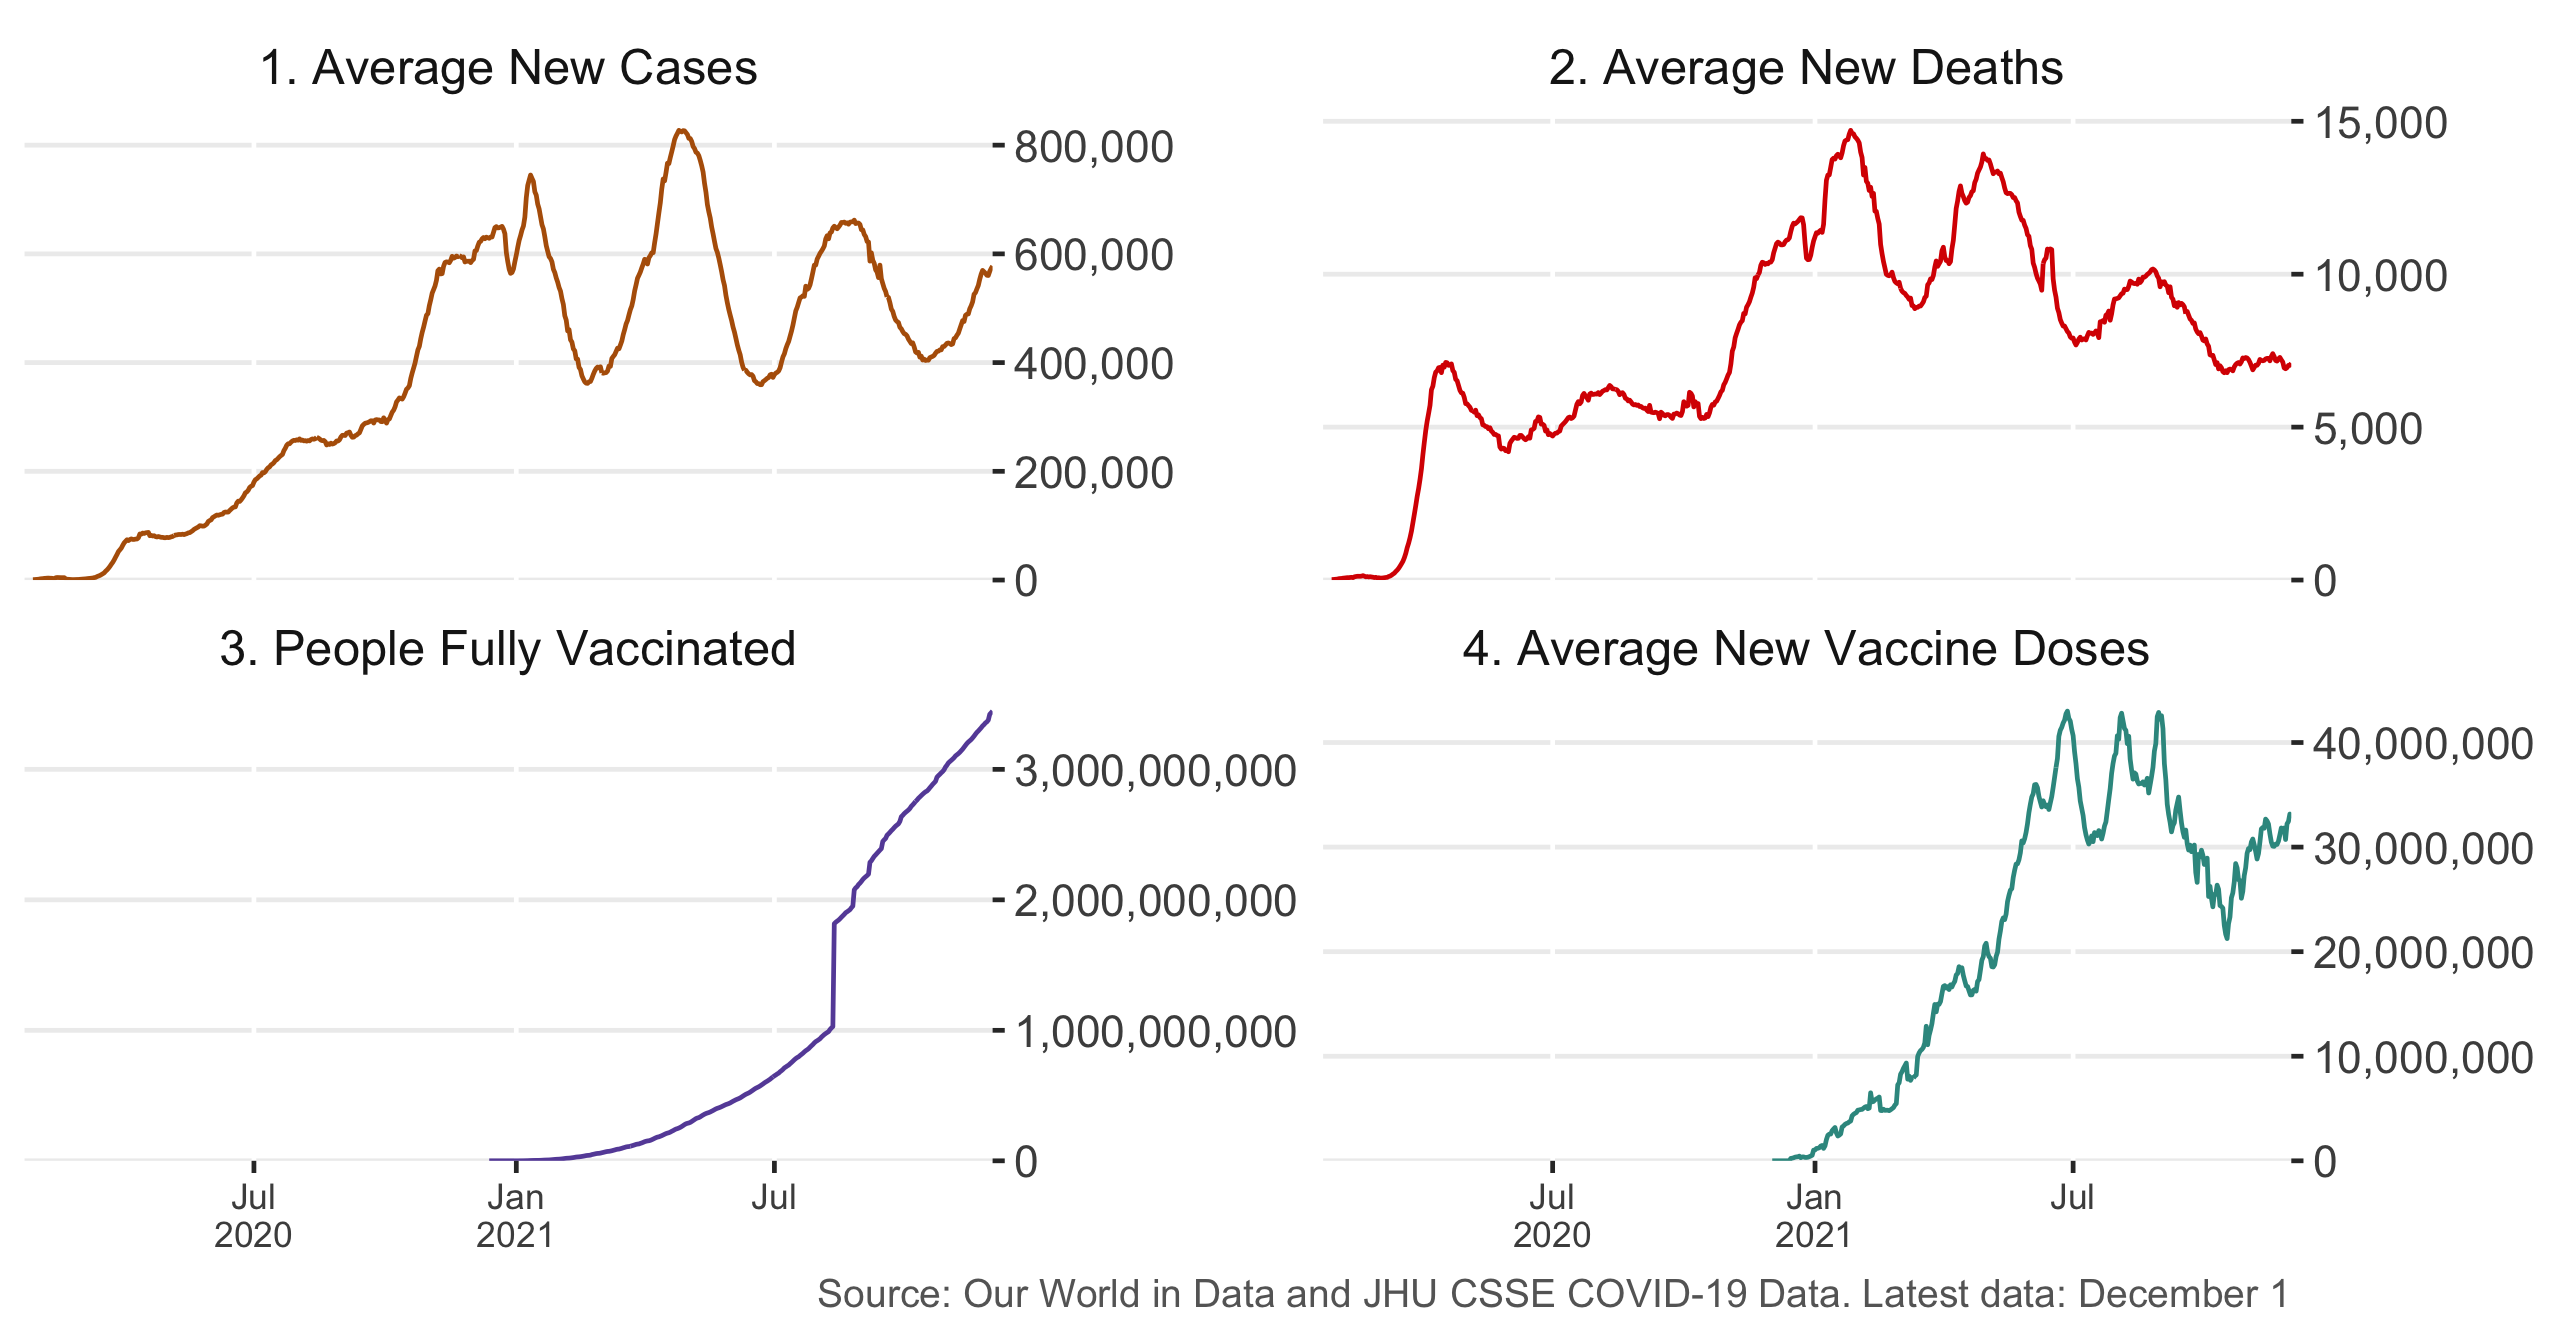 1. Average New Cases
800,000
600,000
400,000
200,000
0
2. Average New Deaths
15,000
10,000
5,000
0
3. People Fully Vaccinated
3,000,000,000
2,000,000,000
1,000,000,000
0
Jul
2020
Jan
2021
Jul
4. Average New Vaccine Doses
40,000,000
30,000,000
20,000,000
10,000,000
0
Jul
2020
Jan
2021
Jul
Source: Our World in Data and JHU CSSE COVID-19 Data. Latest data: December 1